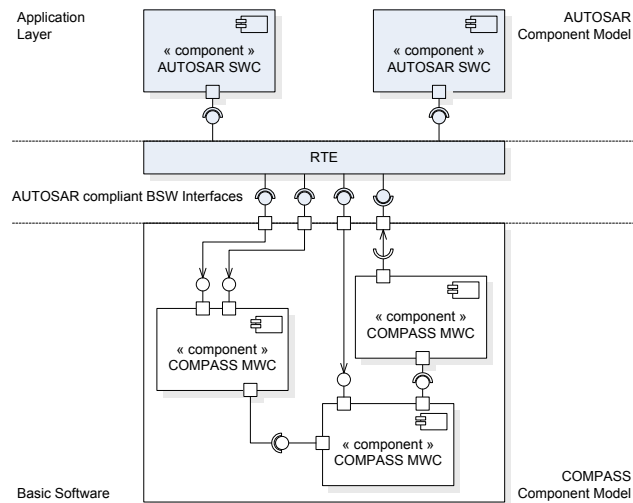 Application
Layer
AUTOSAR
Component Model
« component »
AUTOSAR SWC
« component »
AUTOSAR SWC
RTE
AUTOSAR compliant BSW Interfaces
« component »
COMPASS MWC
« component »
COMPASS MWC
« component »
COMPASS MWC
Basic Software
COMPASS
Component Model